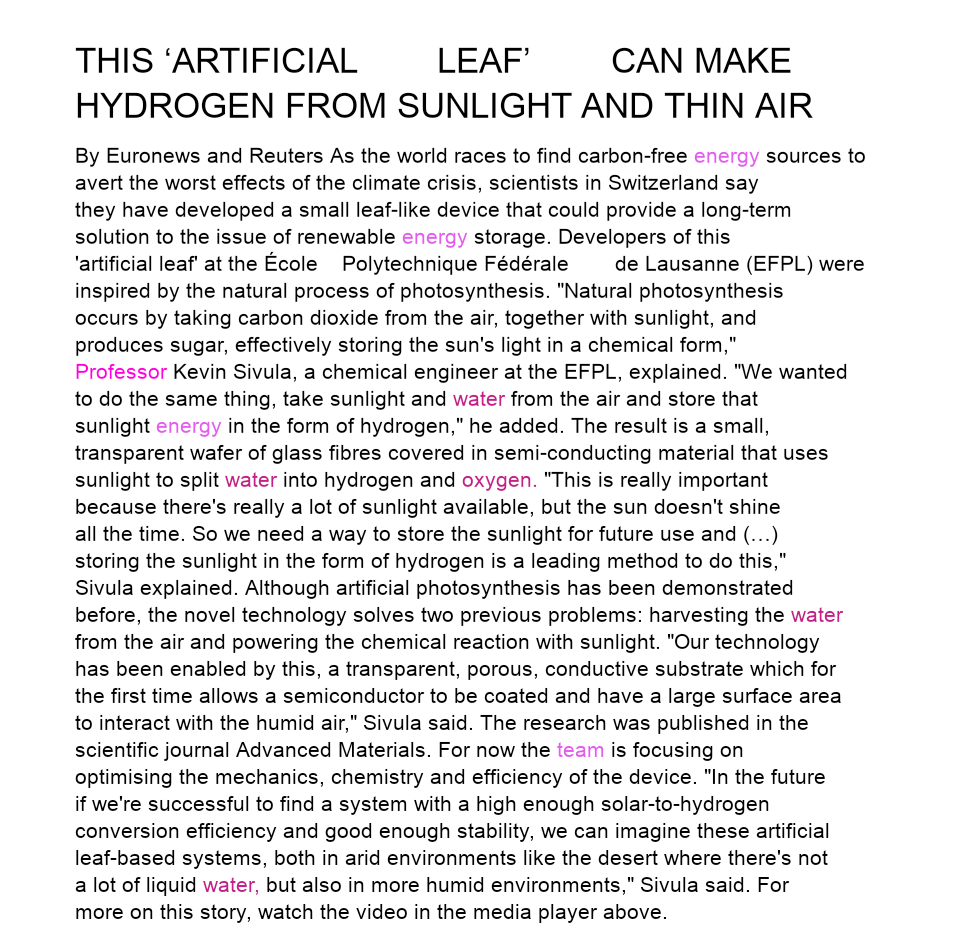 THIS ‘ARTIFICIAL LEAF’ CAN MAKE
HYDROGEN FROM SUNLIGHT AND THIN AIR
By Euronews and Reuters As the world races to find carbon-free energy sources to
avert the worst effects of the climate crisis, scientists in Switzerland say
they have developed a small leaf-like device that could provide a long-term
solution to the issue of renewable energy storage. Developers of this
'artificial leaf' at the École Polytechnique Fédérale de Lausanne (EFPL) were
inspired by the natural process of photosynthesis. "Natural photosynthesis
occurs by taking carbon dioxide from the air, together with sunlight, and
produces sugar, effectively storing the sun's light in a chemical form,"
Professor Kevin Sivula, a chemical engineer at the EFPL, explained. "We wanted
to do the same thing, take sunlight and water from the air and store that
sunlight energy in the form of hydrogen," he added. The result is a small,
transparent wafer of glass fibres covered in semi-conducting material that uses
sunlight to split water into hydrogen and oxygen. "This is really important
because there's really a lot of sunlight available, but the sun doesn't shine
all the time. So we need a way to store the sunlight for future use and (…)
storing the sunlight in the form of hydrogen is a leading method to do this,"
Sivula explained. Although artificial photosynthesis has been demonstrated
before, the novel technology solves two previous problems: harvesting the water
from the air and powering the chemical reaction with sunlight. "Our technology
has been enabled by this, a transparent, porous, conductive substrate which for
the first time allows a semiconductor to be coated and have a large surface area
to interact with the humid air," Sivula said. The research was published in the
scientific journal Advanced Materials. For now the team is focusing on
optimising the mechanics, chemistry and efficiency of the device. "In the future
if we're successful to find a system with a high enough solar-to-hydrogen
conversion efficiency and good enough stability, we can imagine these artificial
leaf-based systems, both in arid environments like the desert where there's not
a lot of liquid water, but also in more humid environments," Sivula said. For
more on this story, watch the video in the media player above.